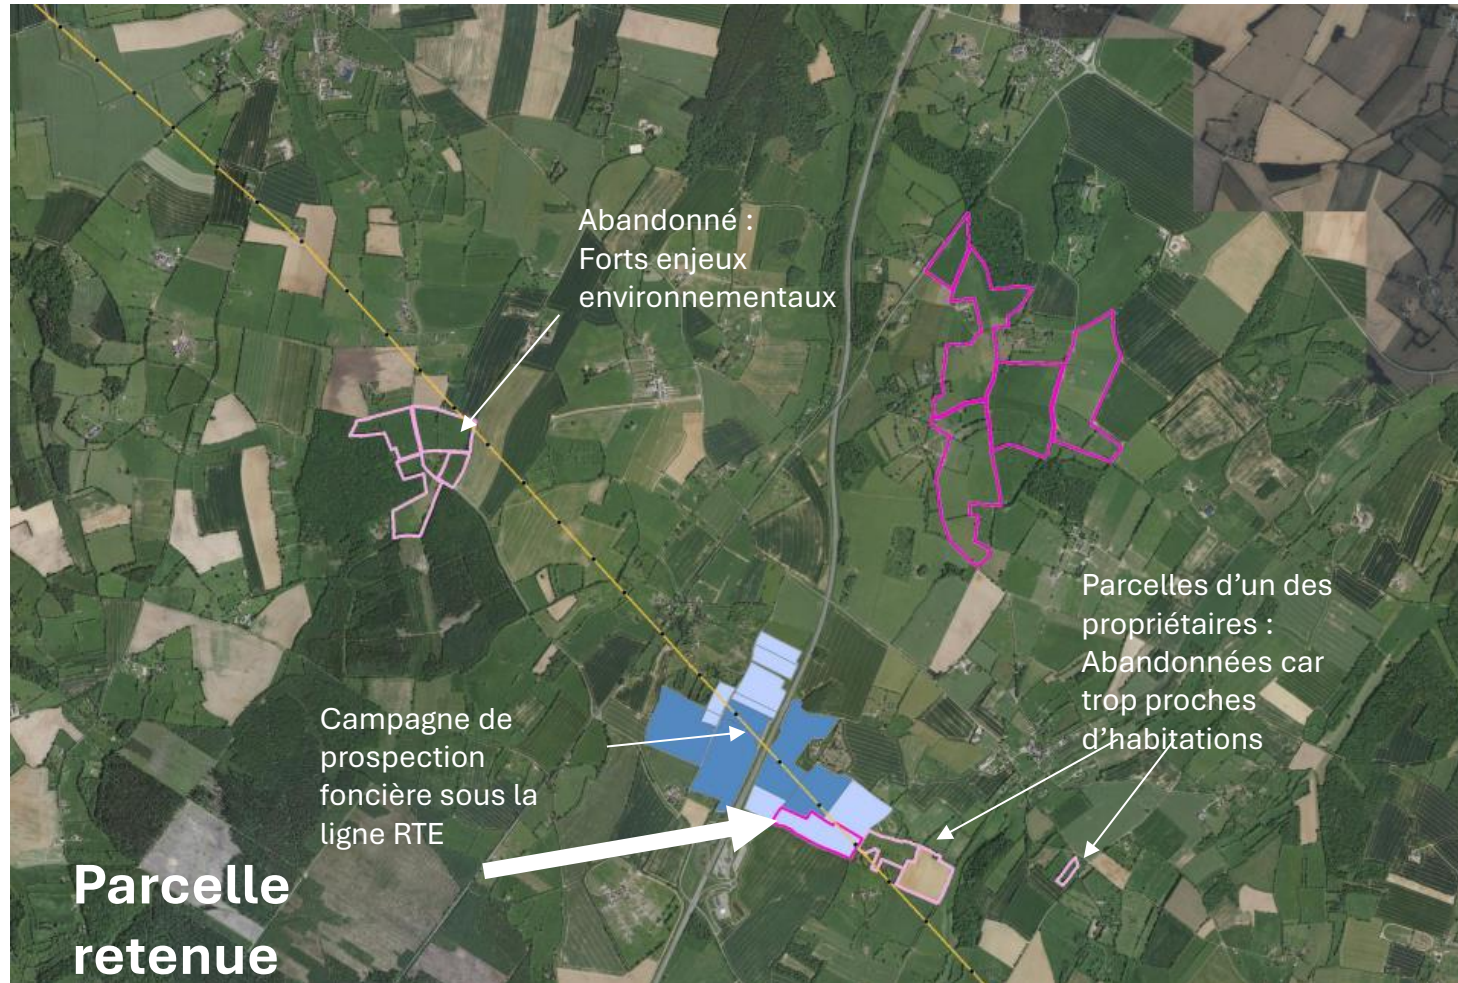 Abandonné :
Forts enjeux
environnementaux
Parcelles d’un des
propriétaires :
Abandonnées car
trop proches
d’habitations
Campagne de
prospection
foncière sous la
ligne RTE
Parcelle
retenue